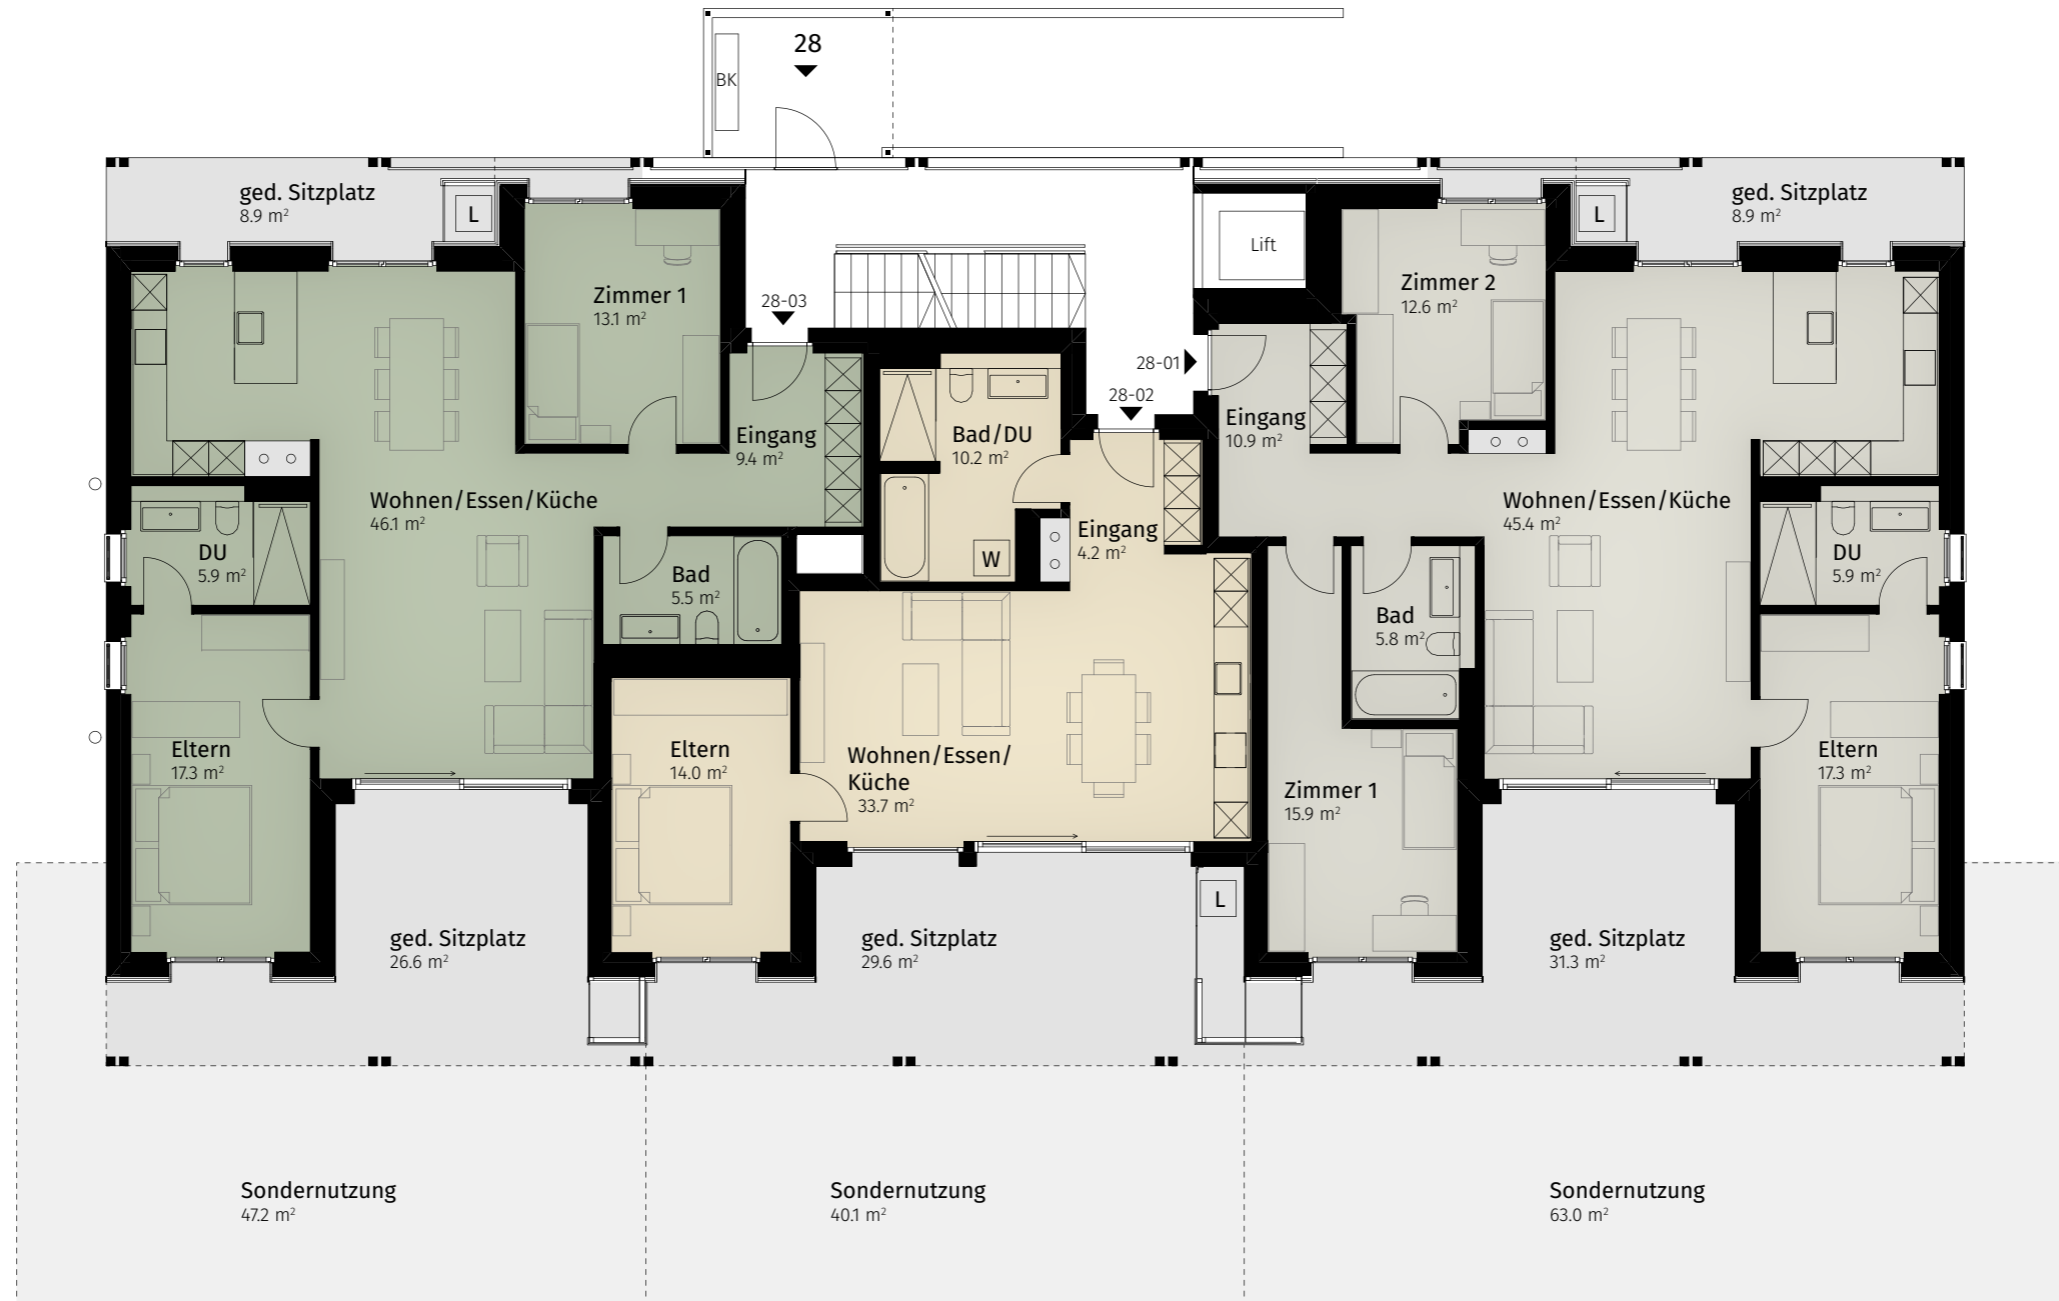 28
BK
ged. Sitzplatz
8.9 m²
L
Zimmer 1
13.1 m²
28-03
Lift
Zimmer 2
12.6 m²
L
ged. Sitzplatz
8.9 m²
28-01
28-02
Eingang
9.4 m²
Bad/DU
10.2 m²
W
Eingang
10.9 m²
Wohnen/Essen/Küche
46.1 m²
Eingang
4.2 m²
Wohnen/Essen/Küche
45.4 m²
DU
5.9 m²
Bad
5.5 m²
Bad
5.8 m²
DU
5.9 m²
Eltern
17.3 m²
Eltern
14.0 m²
Wohnen/Essen/
Küche
33.7 m²
Zimmer 1
15.9 m²
Eltern
17.3 m²
L
ged. Sitzplatz
26.6 m²
ged. Sitzplatz
29.6 m²
ged. Sitzplatz
31.3 m²
Sondernutzung
47.2 m²
Sondernutzung
40.1 m²
Sondernutzung
63.0 m²